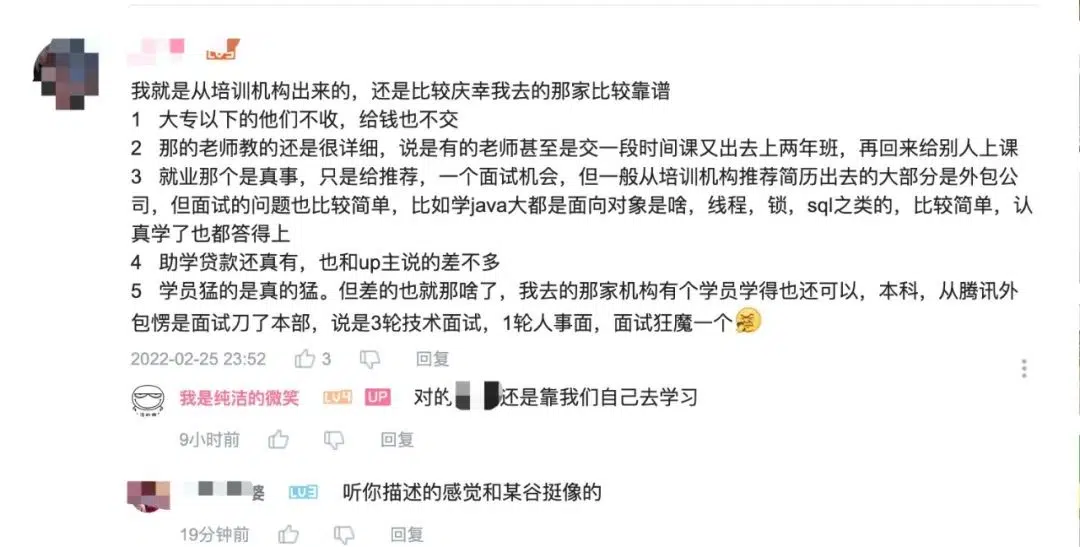 LV5
我就是从培训机构出来的，还是比较庆幸我去的那家比较靠谱
1 大专以下的他们不收，给钱也不交
2 那的老师教的还是很详细，说是有的老师甚至是交一段时间课又出去上两年班，再回来给别人上课
3 就业那个是真事，只是给推荐，一个面试机会，但一般从培训机构推荐简历出去的大部分是外包公
司，但面试的问题也比较简单，比如学java大都是面向对象是啥，线程，锁，sql之类的，比较简单，认
真学了也都答得上
4 助学贷款还真有，也和up主说的差不多
5 学员猛的是真的猛。但差的也就那啥了，我去的那家机构有个学员学得也还可以，本科，从腾讯外
包愣是面试刀了本部，说是3轮技术面试，1轮人事面，面试狂魔一个
2022-02-25 23:52 3 回复
我是纯洁的微笑 LV4 UP 对的 还是靠我们自己去学习
9小时前 回复
婆 LV3 听你描述的感觉和某谷挺像的
19分钟前 回复